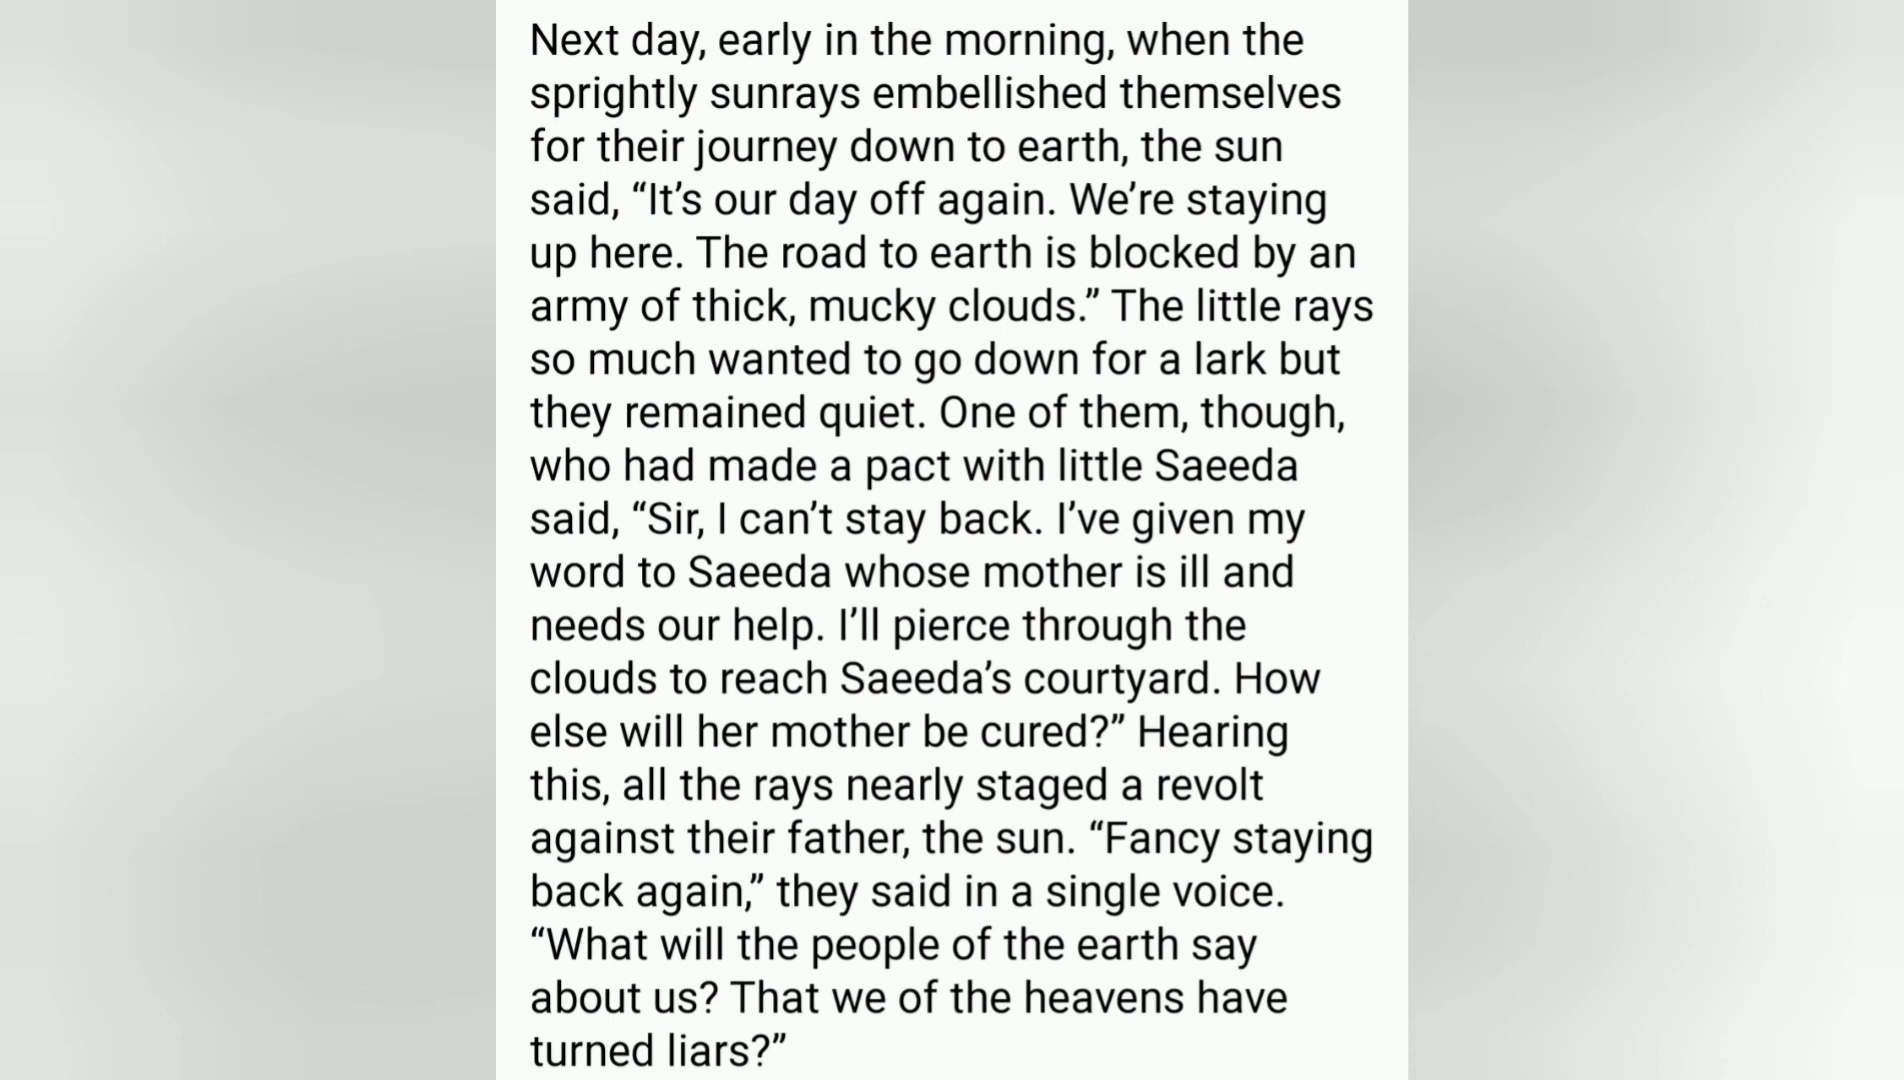 Next day, early in the morning, when the
sprightly sunrays embellished themselves
for their journey down to earth, the sun
said, “It’s our day off again. We’re staying
up here. The road to earth is blocked by an
army of thick, mucky clouds.” The little rays
so much wanted to go down for a lark but
they remained quiet. One of them, though,
who had made a pact with little Saeeda
said, “Sir, I can’t stay back. I’ve given my
word to Saeeda whose mother is ill and
needs our help. I’ll pierce through the
clouds to reach Saeeda’s courtyard. How
else will her mother be cured?” Hearing
this, all the rays nearly staged a revolt
against their father, the sun. “Fancy staying
back again,” they said in a single voice.
“What will the people of the earth say
about us? That we of the heavens have
turned liars?”